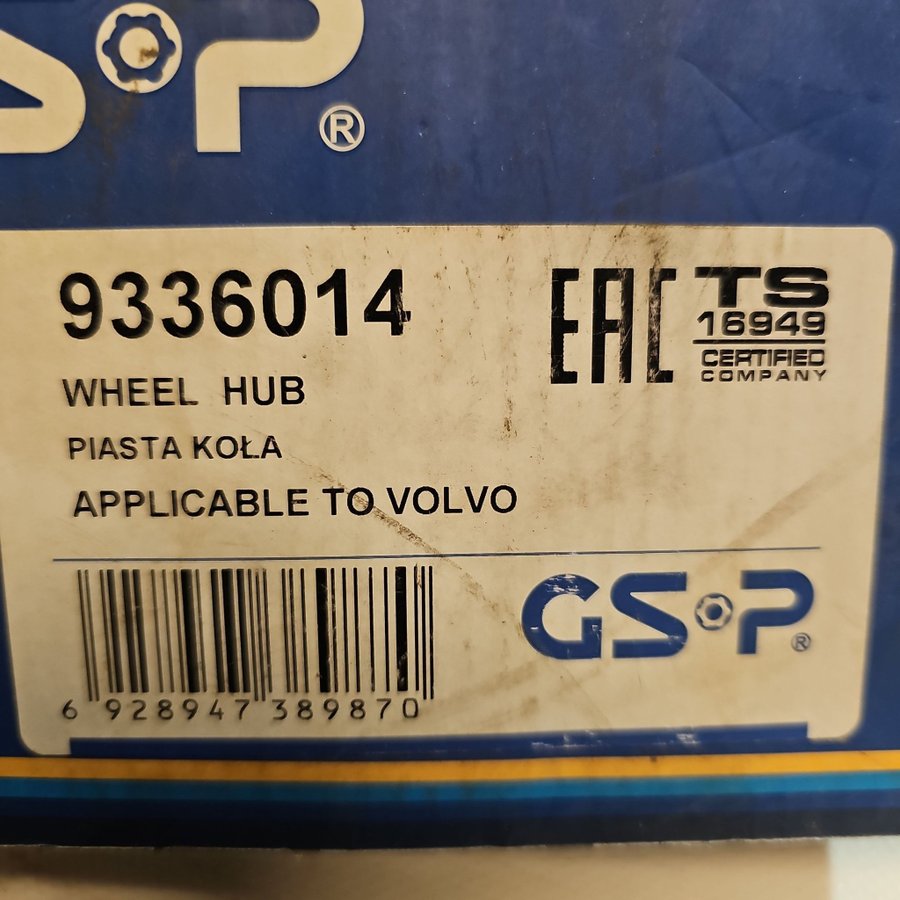 GSP®
9336014
WHEEL HUB
PIASTA KOŁA
APPLICABLE TO VOLVO
EAC
TS
16949
CERTIFIED
COMPANY
6 928947 389870
GSP®